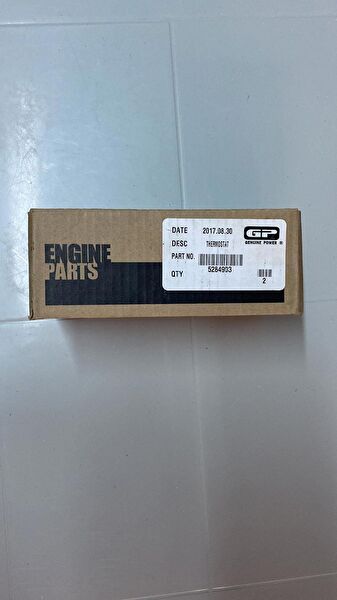 ENGINE
PARTS
DATE 2017.08.30
DESC THERMOSTAT
PART NO.
5284903
QTY
2
GP
GENUINE POWER ®